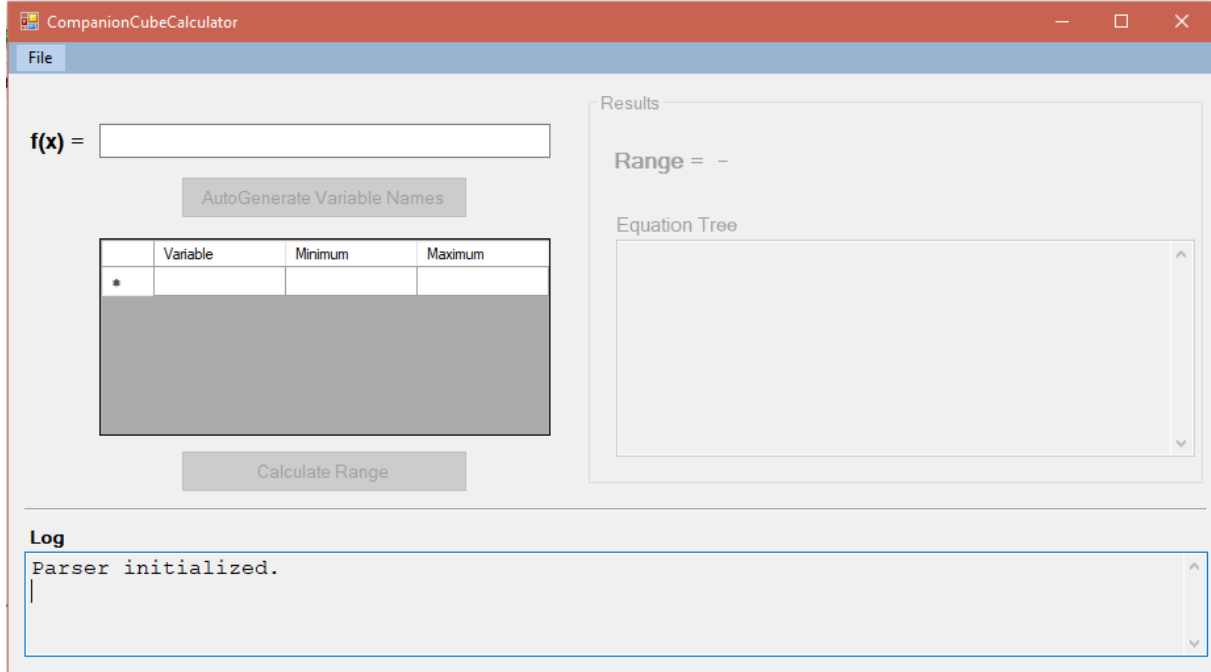 CompanionCubeCalculator
File
f(x) =
AutoGenerate Variable Names
Variable Minimum Maximum
*
Calculate Range
Results
Range = -
Equation Tree
Log
Parser initialized.